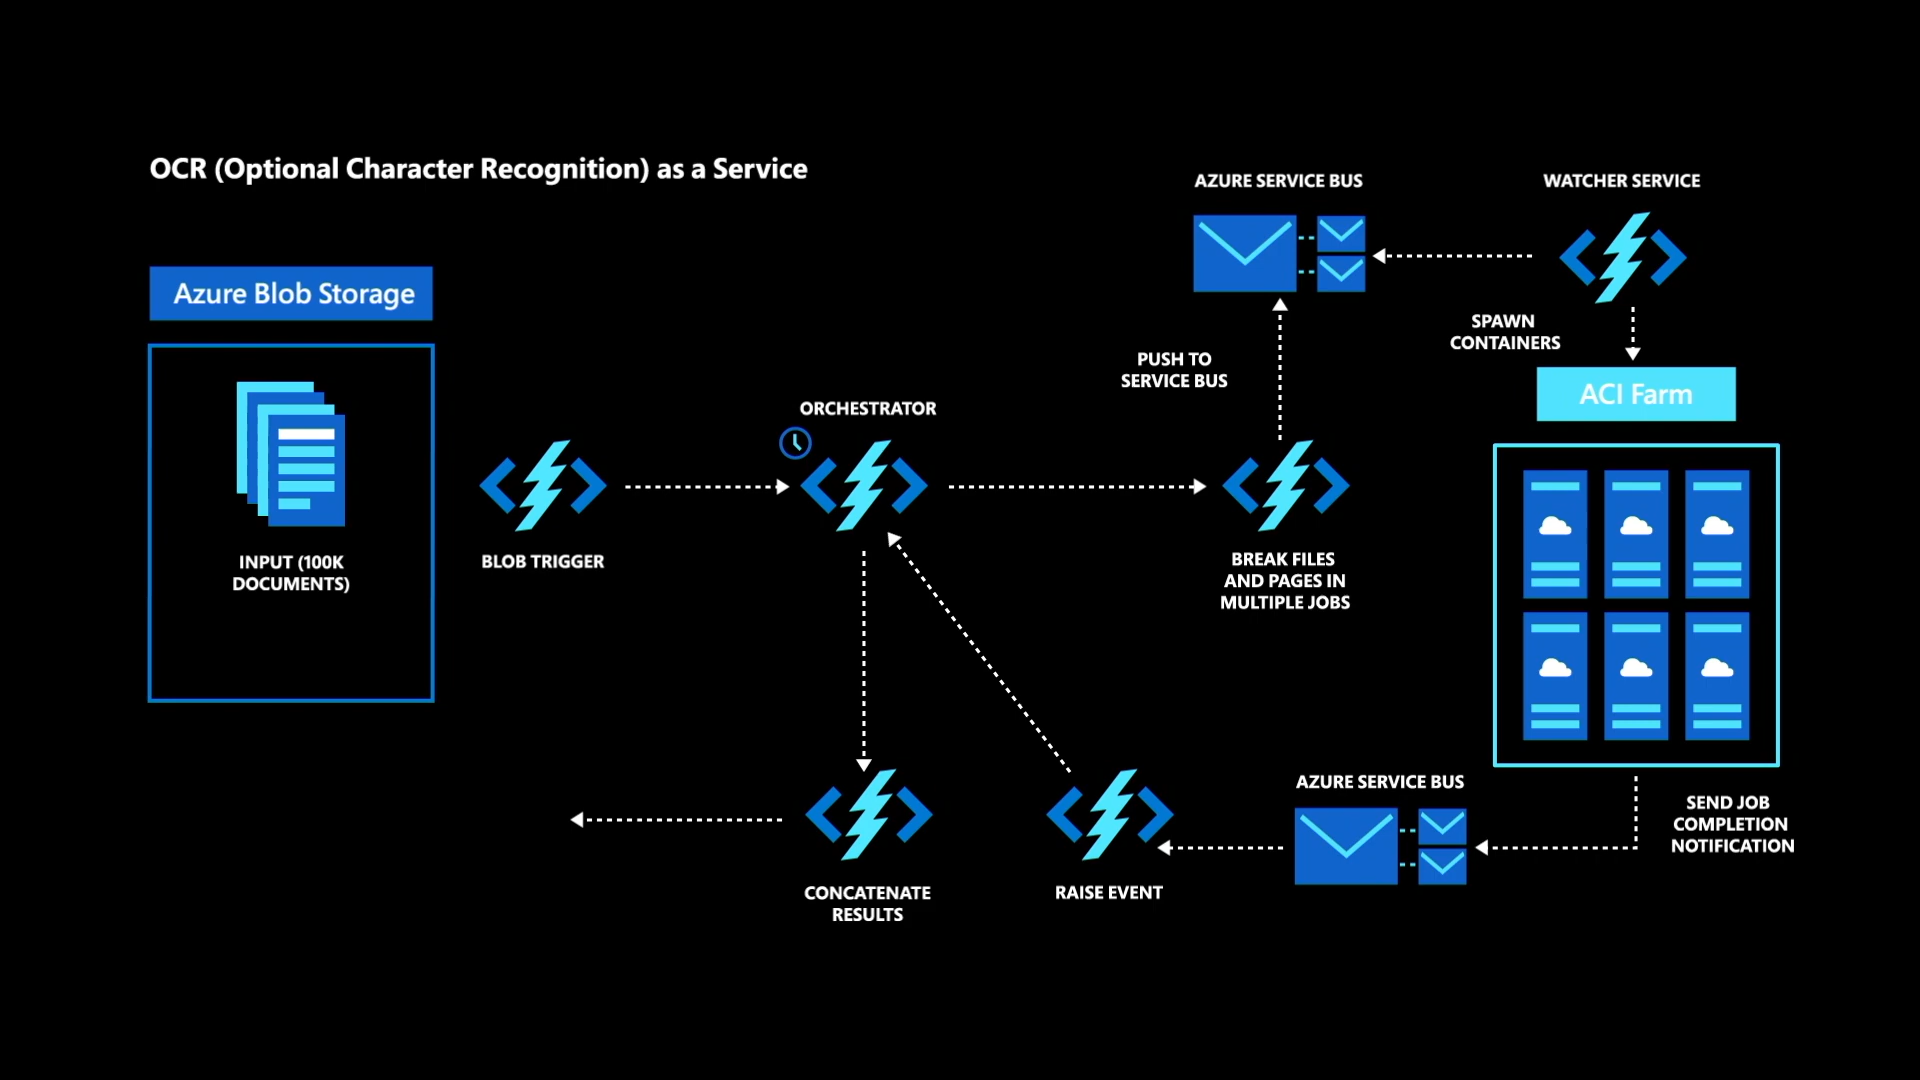 OCR (Optional Character Recognition) as a Service
Azure Blob Storage
INPUT (100K
DOCUMENTS)
BLOB TRIGGER
ORCHESTRATOR
PUSH TO
SERVICE BUS
BREAK FILES
AND PAGES IN
MULTIPLE JOBS
AZURE SERVICE BUS
WATCHER SERVICE
SPAWN
CONTAINERS
ACI Farm
SEND JOB
COMPLETION
NOTIFICATION
AZURE SERVICE BUS
RAISE EVENT
CONCATENATE
RESULTS